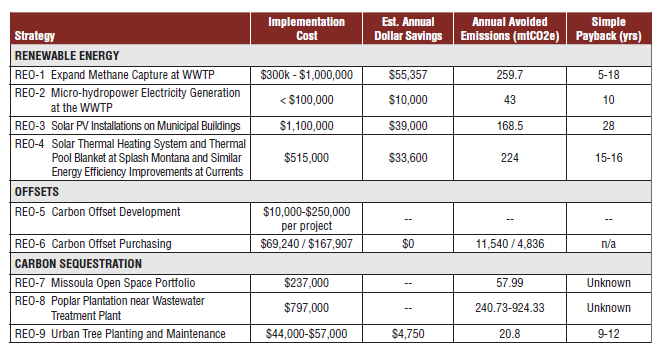 Strategy Implementation Cost Est. Annual Dollar Savings Annual Avoided Emissions (mtCO2e) Simple Payback (yrs)
RENEWABLE ENERGY
REO-1 Expand Methane Capture at WWTP $300k - $1,000,000 $55,357 259.7 5-18
REO-2 Micro-hydropower Electricity Generation at the WWTP < $100,000 $10,000 43 10
REO-3 Solar PV Installations on Municipal Buildings $1,100,000 $39,000 168.5 28
REO-4 Solar Thermal Heating System and Thermal Pool Blanket at Splash Montana and Similar Energy Efficiency Improvements at Currents $515,000 $33,600 224 15-16
OFFSETS
REO-5 Carbon Offset Development $10,000-$250,000 per project -- -- --
REO-6 Carbon Offset Purchasing $69,240 / $167,907 $0 11,540 / 4,836 n/a
CARBON SEQUESTRATION
REO-7 Missoula Open Space Portfolio $237,000 -- 57.99 Unknown
REO-8 Poplar Plantation near Wastewater Treatment Plant $797,000 -- 240.73-924.33 Unknown
REO-9 Urban Tree Planting and Maintenance $44,000-$57,000 $4,750 20.8 9-12